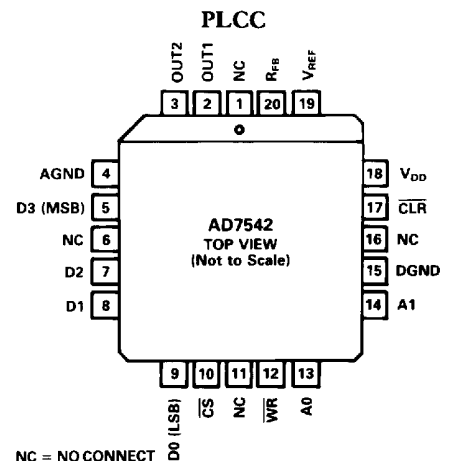 PLCC
OUT2
OUT1
NC
RFB
VREF
3
2
1
20
19
AGND 4
D3 (MSB) 5
NC 6
D2 7
D1 8
AD7542
TOP VIEW
(Not to Scale)
18 VDD
17 CLR
16 NC
15 DGND
14 A1
9
10
11
12
13
D0 (LSB)
CS
NC
WR
A0
NC = NO CONNECT